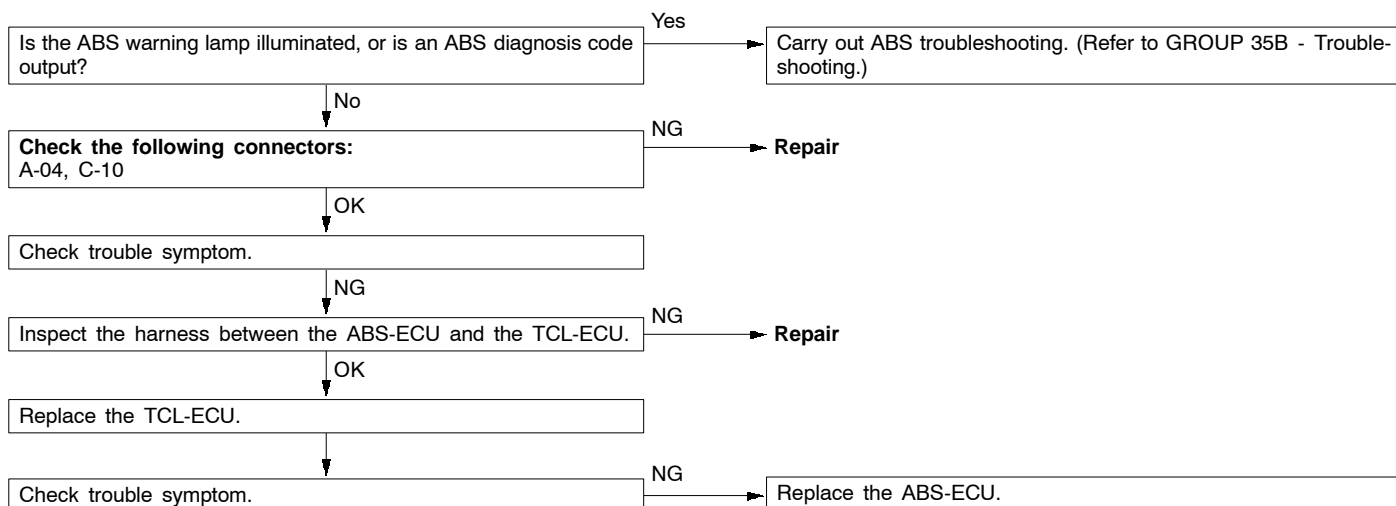 Yes
Is the ABS warning lamp illuminated, or is an ABS diagnosis code
output?
Carry out ABS troubleshooting. (Refer to GROUP 35B - Trouble-
shooting.)
No
Check the following connectors:
A-04, C-10
NG
Repair
OK
Check trouble symptom.
NG
Inspect the harness between the ABS-ECU and the TCL-ECU.
NG
Repair
OK
Replace the TCL-ECU.
Check trouble symptom.
NG
Replace the ABS-ECU.